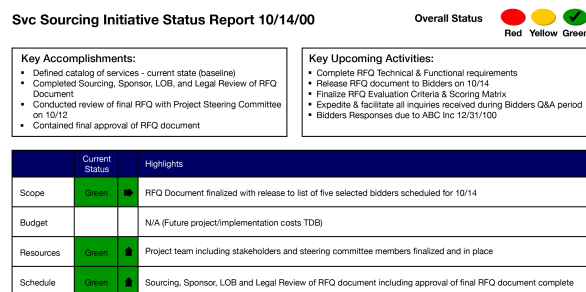 Svc Sourcing Initiative Status Report 10/14/00
Overall Status
Red Yellow Green
Key Accomplishments:
▪ Defined catalog of services - current state (baseline)
▪ Completed Sourcing, Sponsor, LOB, and Legal Review of RFQ
Document
▪ Conducted review of final RFQ with Project Steering Committee
on 10/12
▪ Contained final approval of RFQ document
Key Upcoming Activities:
▪ Complete RFQ Technical & Functional requirements
▪ Release RFQ document to Bidders on 10/14
▪ Finalize RFQ Evaluation Criteria & Scoring Matrix
▪ Expedite & facilitate all inquiries received during Bidders Q&A period
▪ Bidders Responses due to ABC Inc 12/31/100
Current
Status
Highlights
Scope Green RFQ Document finalized with release to list of five selected bidders scheduled for 10/14
Budget N/A (Future project/implementation costs TDB)
Resources Green Project team including stakeholders and steering committee members finalized and in place
Schedule Green Sourcing, Sponsor, LOB and Legal Review of RFQ document including approval of final RFQ document complete